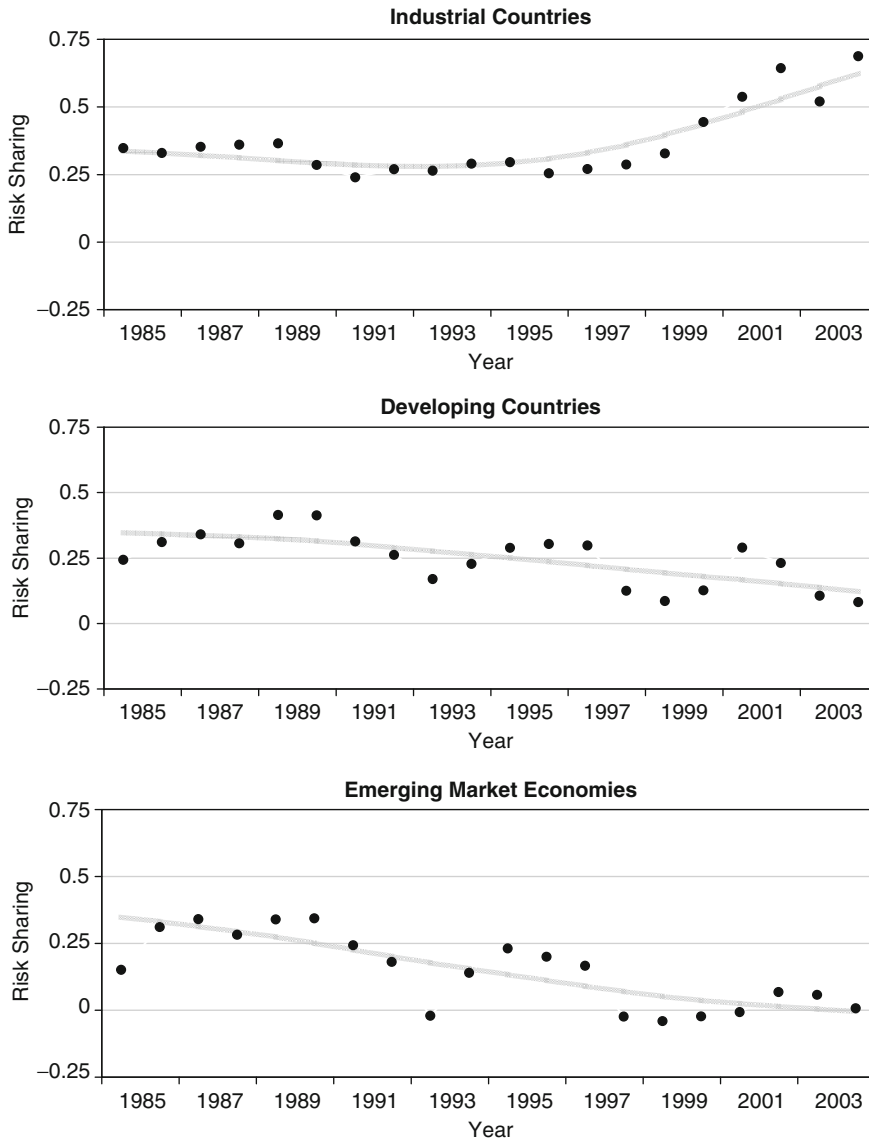 Industrial Countries
0.75
0.5
0.25
0
−0.25
Risk Sharing
1985 1987 1989 1991 1993 1995 1997 1999 2001 2003
Year
Developing Countries
0.75
0.5
0.25
0
−0.25
Risk Sharing
1985 1987 1989 1991 1993 1995 1997 1999 2001 2003
Year
Emerging Market Economies
0.75
0.5
0.25
0
−0.25
Risk Sharing
1985 1987 1989 1991 1993 1995 1997 1999 2001 2003
Year